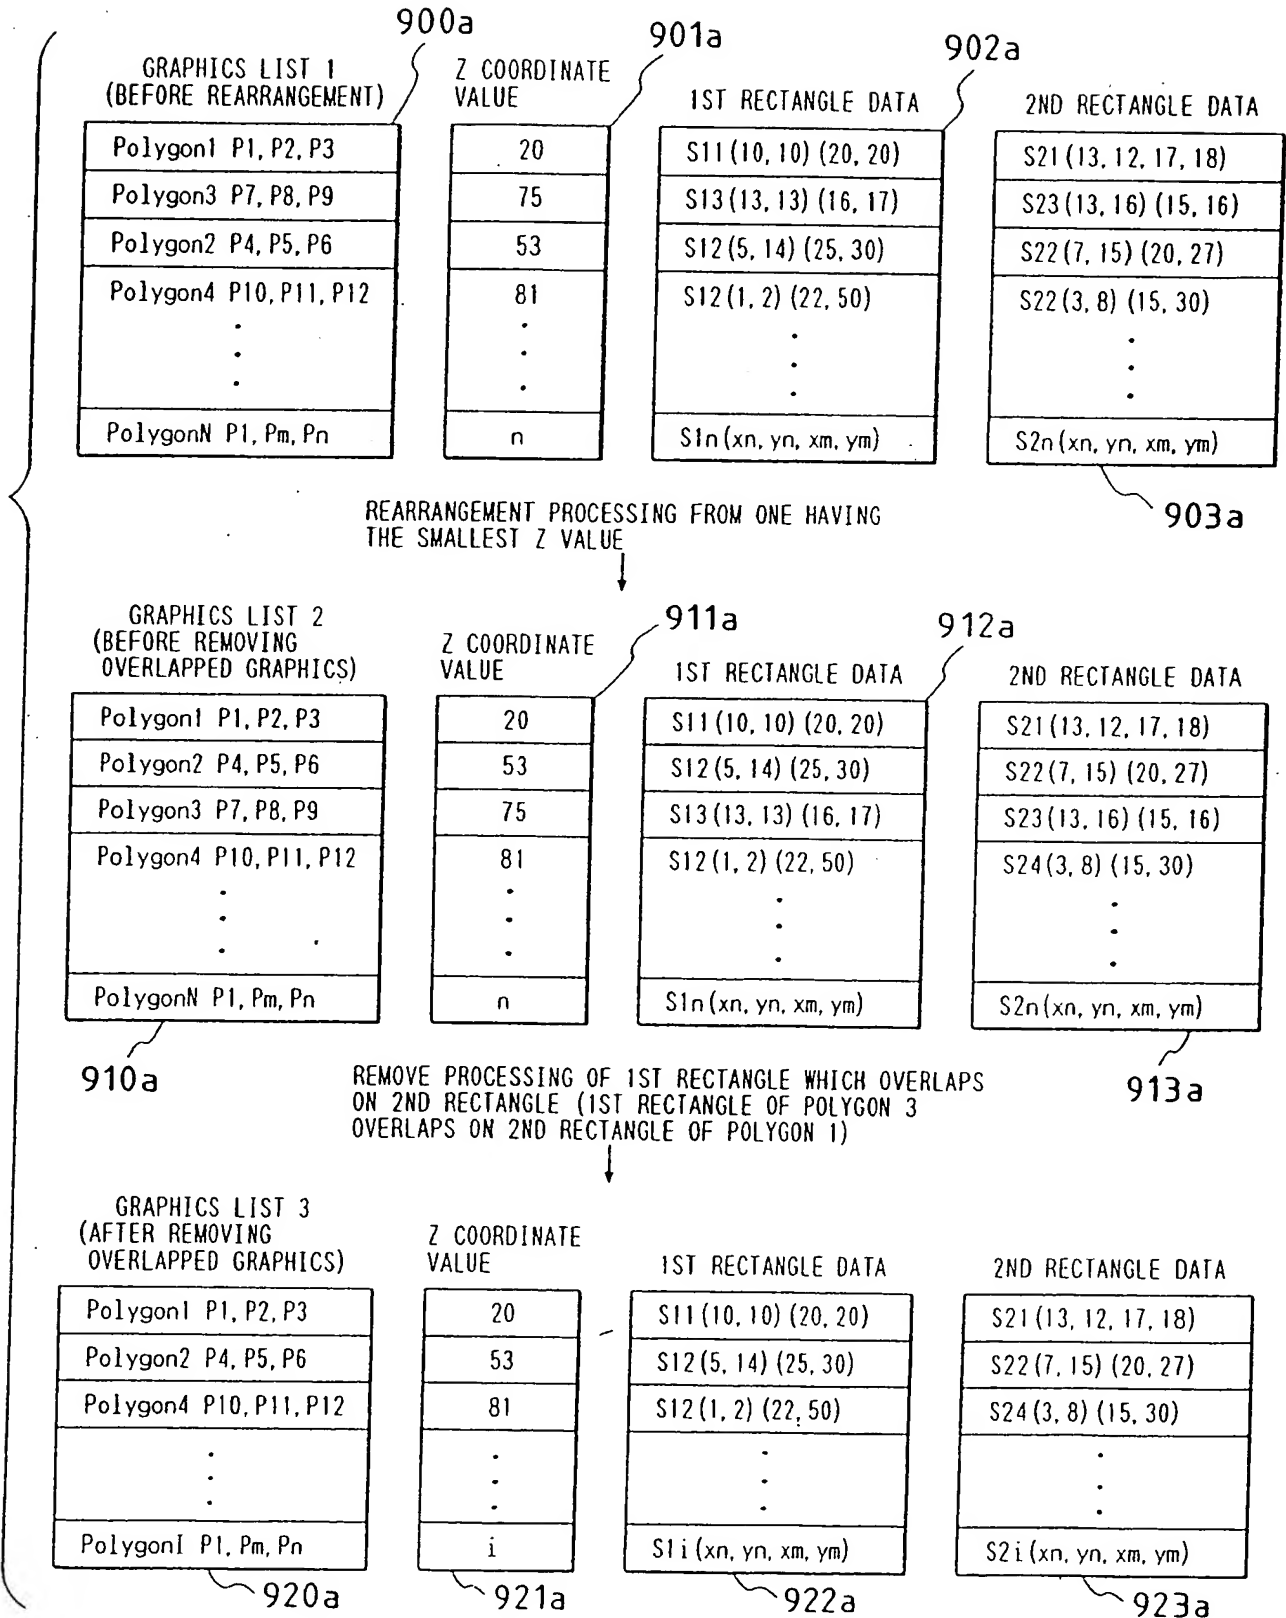 900a
901a
902a
GRAPHICS LIST 1
(BEFORE REARRANGEMENT)
Z COORDINATE
VALUE
1ST RECTANGLE DATA
2ND RECTANGLE DATA
Polygon1 P1, P2, P3
20
S11(10, 10) (20, 20)
S21(13, 12, 17, 18)
Polygon3 P7, P8, P9
75
S13(13, 13) (16, 17)
S23(13, 16) (15, 16)
Polygon2 P4, P5, P6
53
S12(5, 14) (25, 30)
S22(7, 15) (20, 27)
Polygon4 P10, P11, P12
81
S12(1, 2) (22, 50)
S22(3, 8) (15, 30)
PolygonN P1, Pm, Pn
n
S1n(xn, yn, xm, ym)
S2n(xn, yn, xm, ym)
903a
REARRANGEMENT PROCESSING FROM ONE HAVING
THE SMALLEST Z VALUE
911a
912a
GRAPHICS LIST 2
(BEFORE REMOVING
OVERLAPPED GRAPHICS)
Z COORDINATE
VALUE
1ST RECTANGLE DATA
2ND RECTANGLE DATA
Polygon1 P1, P2, P3
20
S11(10, 10) (20, 20)
S21(13, 12, 17, 18)
Polygon2 P4, P5, P6
53
S12(5, 14) (25, 30)
S22(7, 15) (20, 27)
Polygon3 P7, P8, P9
75
S13(13, 13) (16, 17)
S23(13, 16) (15, 16)
Polygon4 P10, P11, P12
81
S12(1, 2) (22, 50)
S24(3, 8) (15, 30)
PolygonN P1, Pm, Pn
n
S1n(xn, yn, xm, ym)
S2n(xn, yn, xm, ym)
910a
913a
REMOVE PROCESSING OF 1ST RECTANGLE WHICH OVERLAPS
ON 2ND RECTANGLE (1ST RECTANGLE OF POLYGON 3
OVERLAPS ON 2ND RECTANGLE OF POLYGON 1)
GRAPHICS LIST 3
(AFTER REMOVING
OVERLAPPED GRAPHICS)
Z COORDINATE
VALUE
1ST RECTANGLE DATA
2ND RECTANGLE DATA
Polygon1 P1, P2, P3
20
S11(10, 10) (20, 20)
S21(13, 12, 17, 18)
Polygon2 P4, P5, P6
53
S12(5, 14) (25, 30)
S22(7, 15) (20, 27)
Polygon4 P10, P11, P12
81
S12(1, 2) (22, 50)
S24(3, 8) (15, 30)
PolygonI P1, Pm, Pn
i
S1i(xn, yn, xm, ym)
S2i(xn, yn, xm, ym)
920a
921a
922a
923a